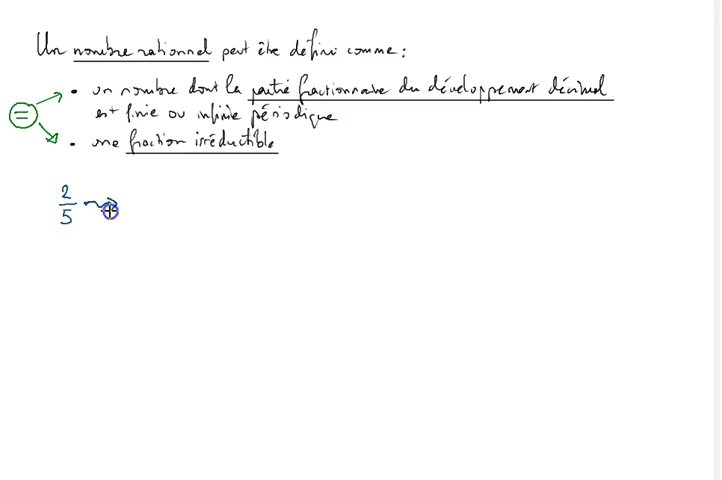 Un nombre rationnel peut être défini comme :
• un nombre dont la partie fractionnaire du développement décimal
est finie ou infinie périodique
=
• une fraction irréductible
2/5